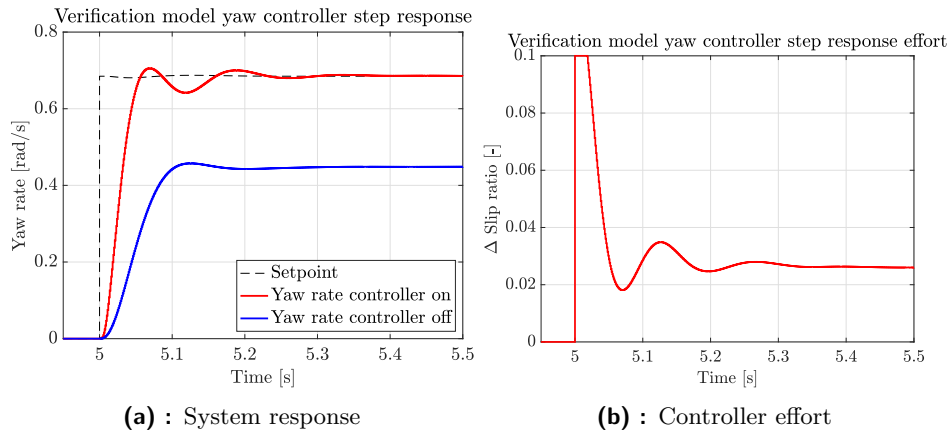 Verification model yaw controller step response
0.8
0.6
0.4
0.2
0
Yaw rate [rad/s]
Setpoint
Yaw rate controller on
Yaw rate controller off
5 5.1 5.2 5.3 5.4 5.5
Time [s]
(a) : System response
Verification model yaw controller step response effort
0.1
0.08
0.06
0.04
0.02
0
Δ Slip ratio [-]
5 5.1 5.2 5.3 5.4 5.5
Time [s]
(b) : Controller effort